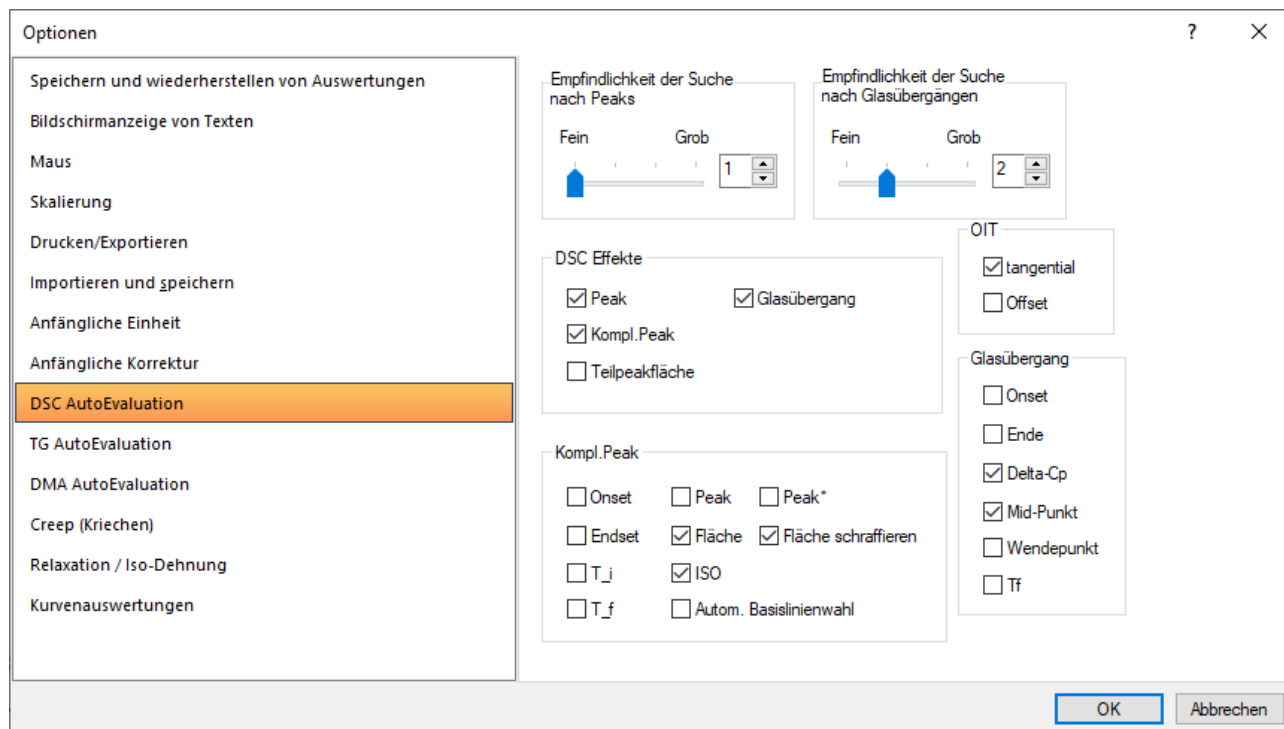 Optionen
?
Speichern und wiederherstellen von Auswertungen
Bildschirmanzeige von Texten
Maus
Skalierung
Drucken/Exportieren
Importieren und speichern
Anfängliche Einheit
Anfängliche Korrektur
DSC AutoEvaluation
TG AutoEvaluation
DMA AutoEvaluation
Creep (Kriechen)
Relaxation / Iso-Dehnung
Kurvenauswertungen
Empfindlichkeit der Suche
nach Peaks
Fein Grob
1
Empfindlichkeit der Suche
nach Glasübergängen
Fein Grob
2
DSC Effekte
Peak Glasübergang
Kompl.Peak
Teilpeakfläche
OIT
tangential
Offset
Kompl.Peak
Onset Peak Peak*
Endset Fläche Fläche schraffieren
T_i ISO
T_f Autom. Basislinienwahl
Glasübergang
Onset
Ende
Delta-Cp
Mid-Punkt
Wendepunkt
Tf
OK Abbrechen